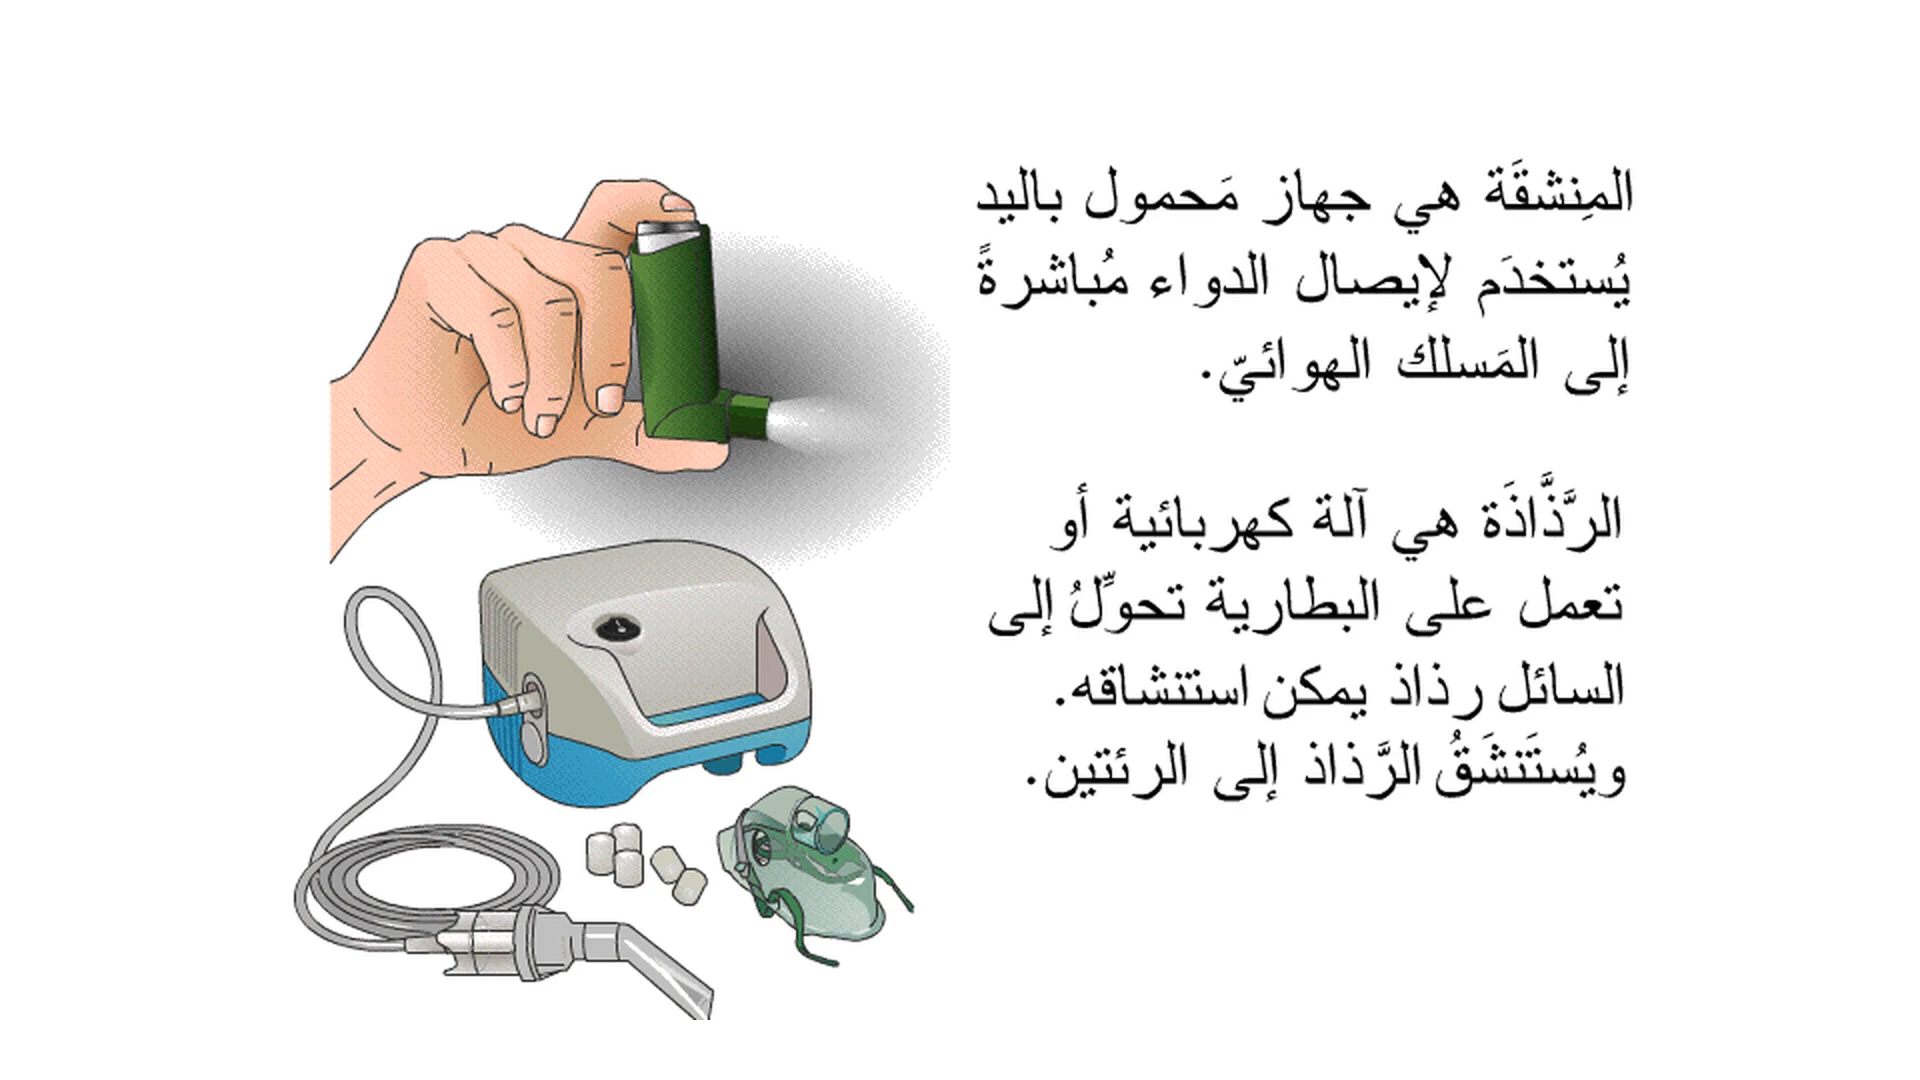 المِنشقَة هي جهاز مَحمول باليد
يُستخدَم لإيصال الدواء مُباشرةً
إلى المَسلك الهوائيّ.
الرَّذَّاذَة هي آلة كهربائية أو
تعمل على البطارية تحوِّلُ إلى
السائل رذاذ يمكن استنشاقه.
ويُستَنشَقُ الرَّذاذ إلى الرئتين.